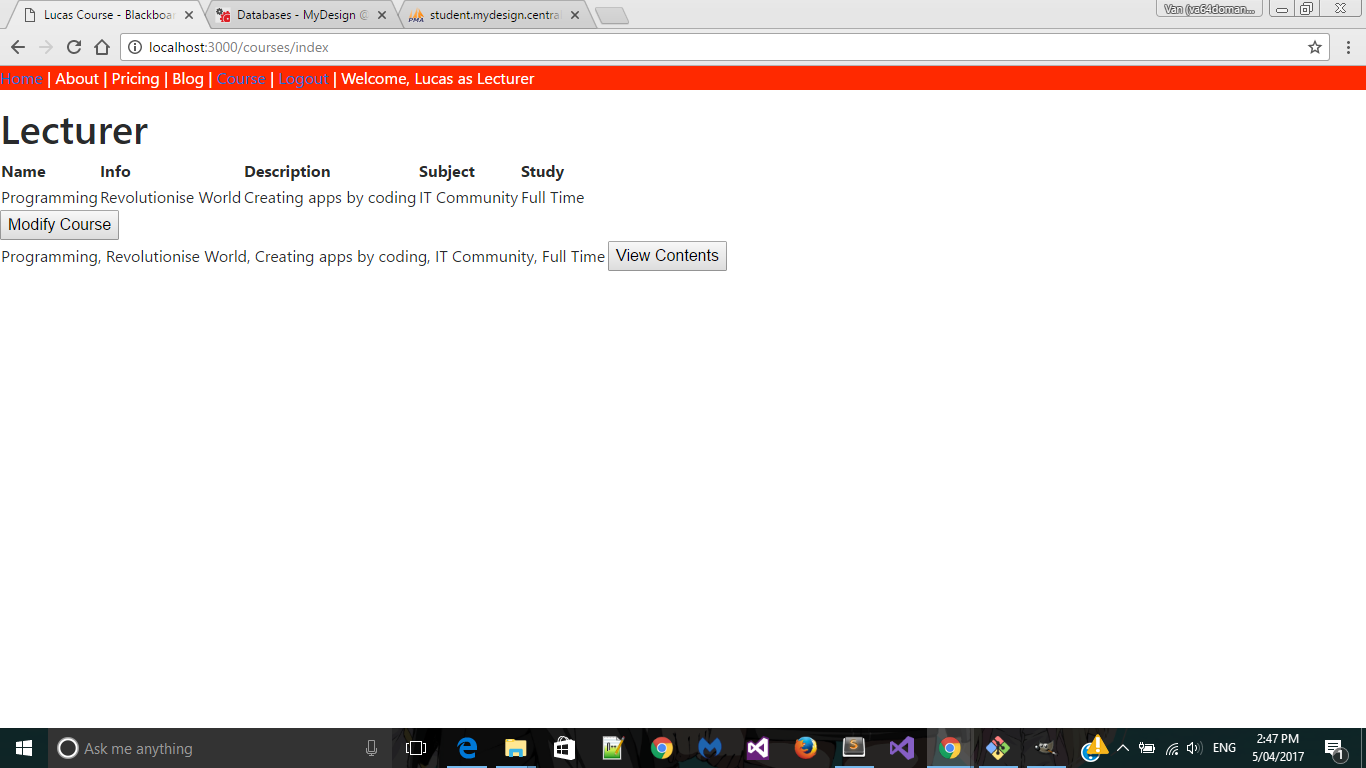 Lucas Course - Blackboar
Databases - MyDesign @
student.mydesign.central
Van (va64doman...
localhost:3000/courses/index
Home | About | Pricing | Blog | Course | Logout | Welcome, Lucas as Lecturer
Lecturer
Name Info Description Subject Study
Programming Revolutionise World Creating apps by coding IT Community Full Time
Modify Course
Programming, Revolutionise World, Creating apps by coding, IT Community, Full Time View Contents
Ask me anything
ENG
2:47 PM
5/04/2017
1